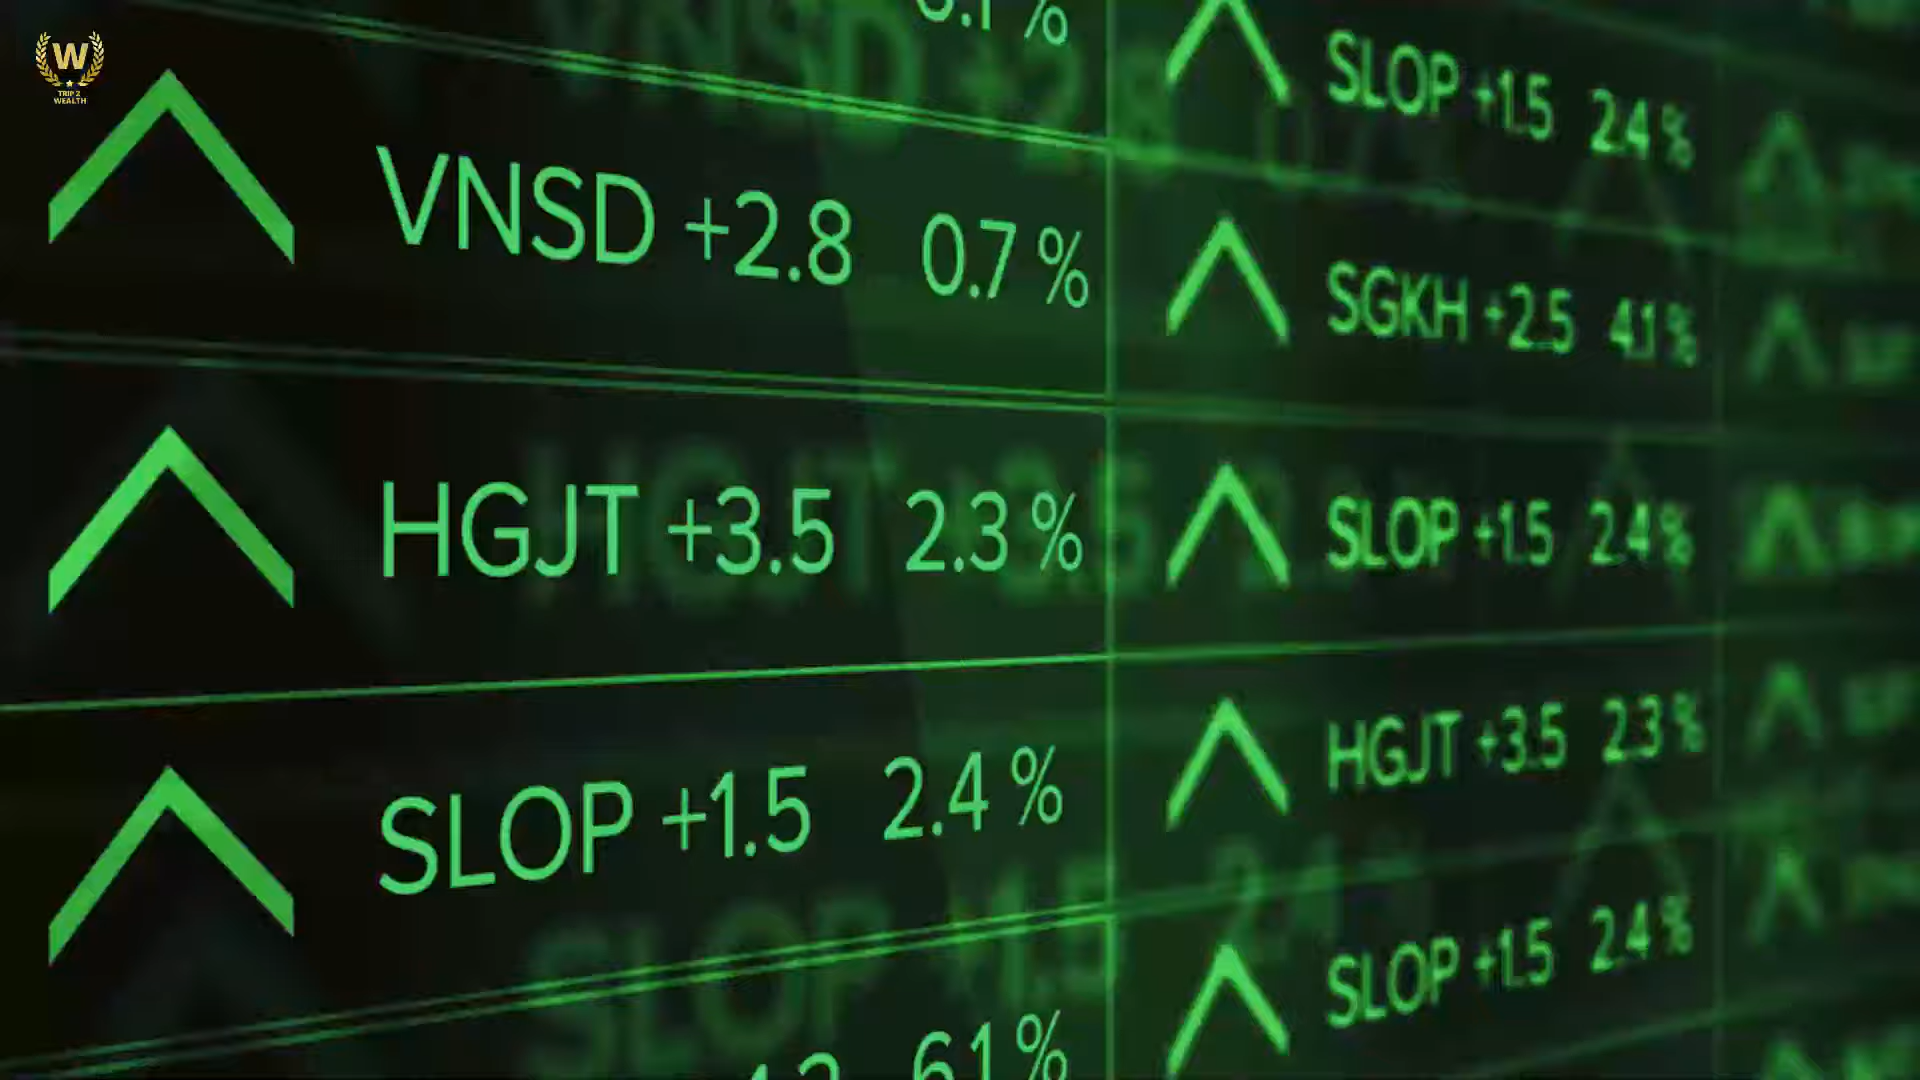 W
TRIP 2
WEALTH
VNSD +2.8 0.7 %
HGJT +3.5 2.3 %
SLOP +1.5 2.4 %
6.1 %
SLOP +1.5 2.4 %
SGKH +2.5 4.1 %
SLOP +1.5 2.4 %
HGJT +3.5 2.3 %
SLOP +1.5 2.4 %